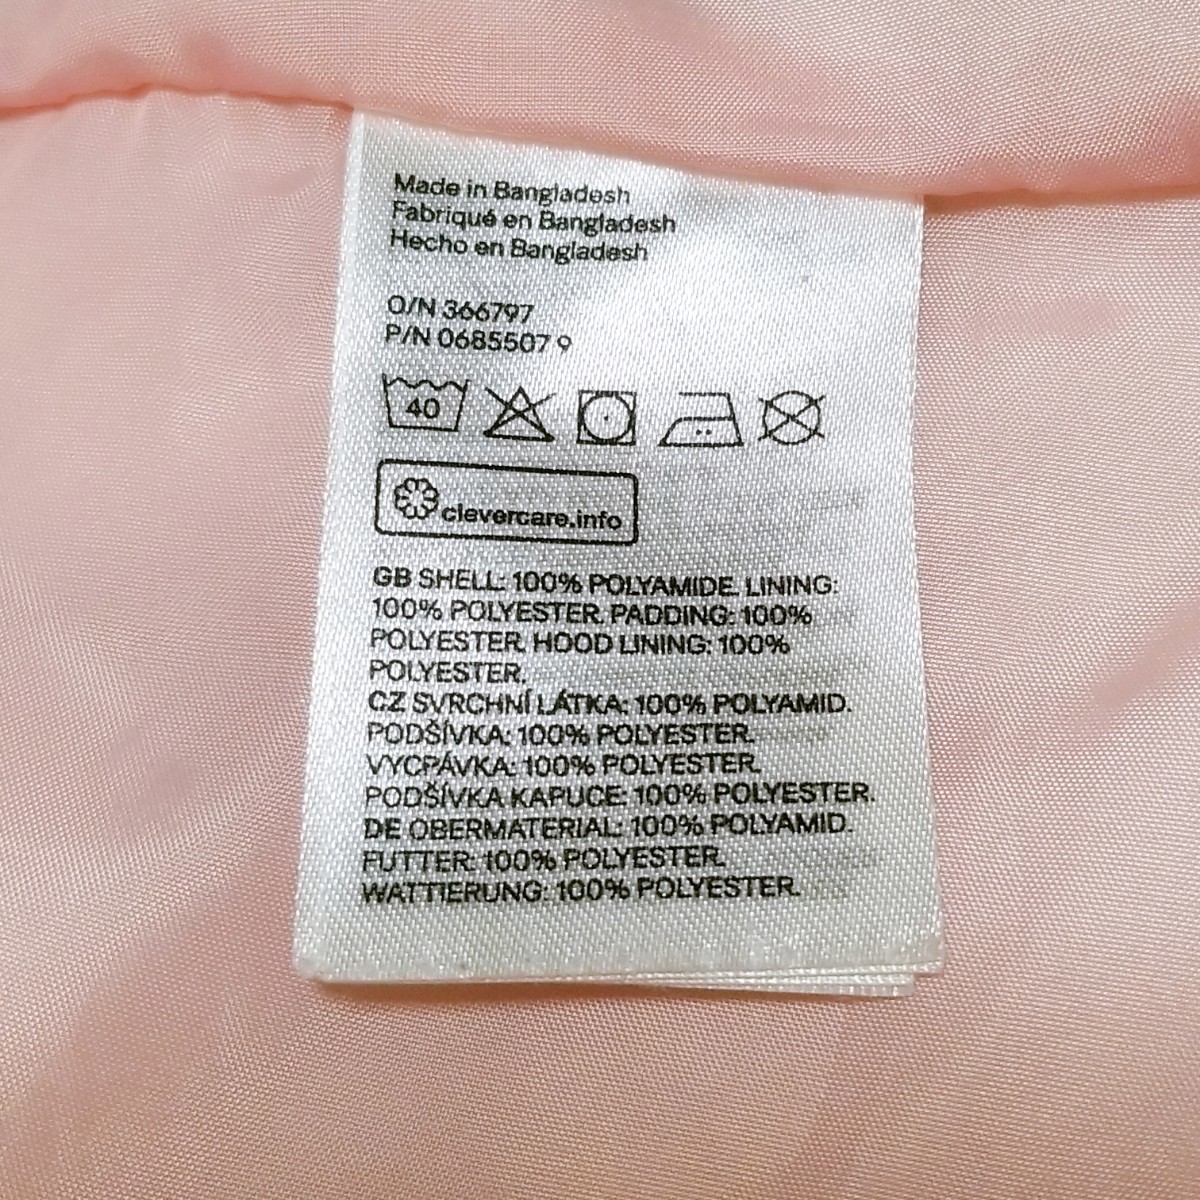 Made in Bangladesh
Fabriqué en Bangladesh
Hecho en Bangladesh
O/N 366797
P/N 0685507 9
40
clevercare.info
GB SHELL: 100% POLYAMIDE. LINING:
100% POLYESTER. PADDING: 100%
POLYESTER. HOOD LINING: 100%
POLYESTER.
CZ SVRCHNÍ LÁTKA: 100% POLYAMID.
PODŠÍVKA: 100% POLYESTER.
VYCPÁVKA: 100% POLYESTER.
PODŠÍVKA KAPUCE: 100% POLYESTER.
DE OBERMATERIAL: 100% POLYAMID.
FUTTER: 100% POLYESTER.
WATTIERUNG: 100% POLYESTER.